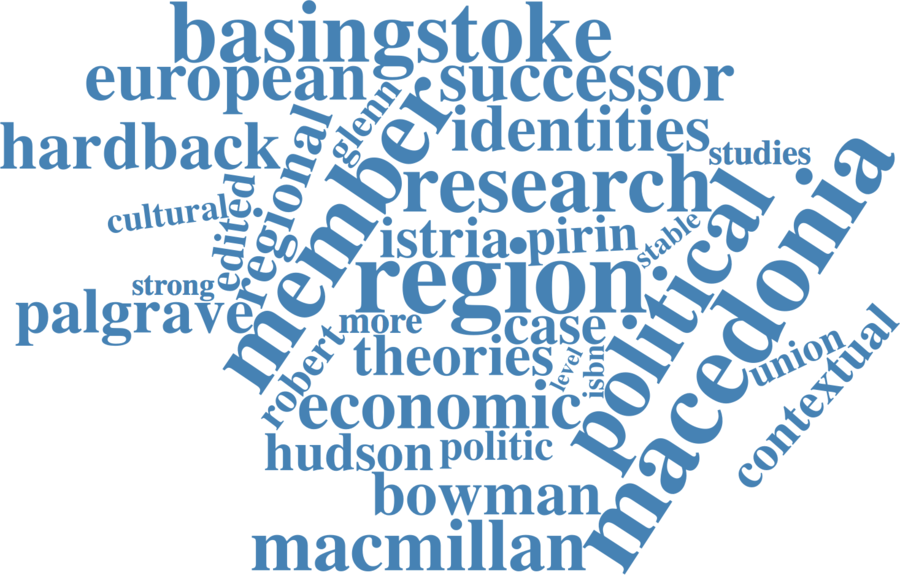 basingstoke
european
successor
glenn
member
identities
hardback
regional
studies
research
edited
cultural
macedonia
political
stable
istria
pirin
region
strong
palgrave
more
case
robert
theories
level
isbn
union
contextual
economic
hudson
politic
bowman
macmillan